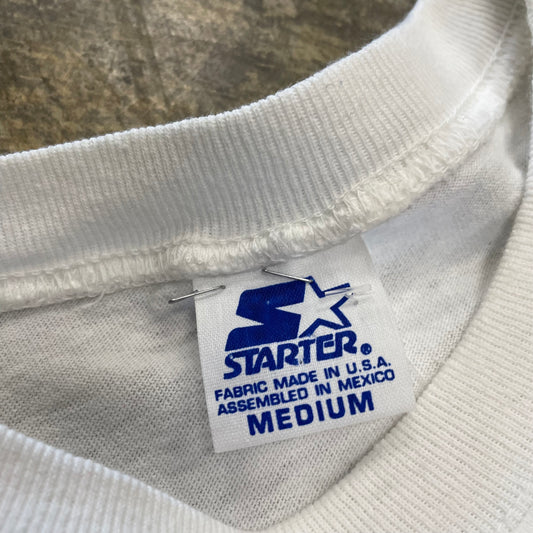 STARTER®
FABRIC MADE IN U.S.A.
ASSEMBLED IN MEXICO
MEDIUM